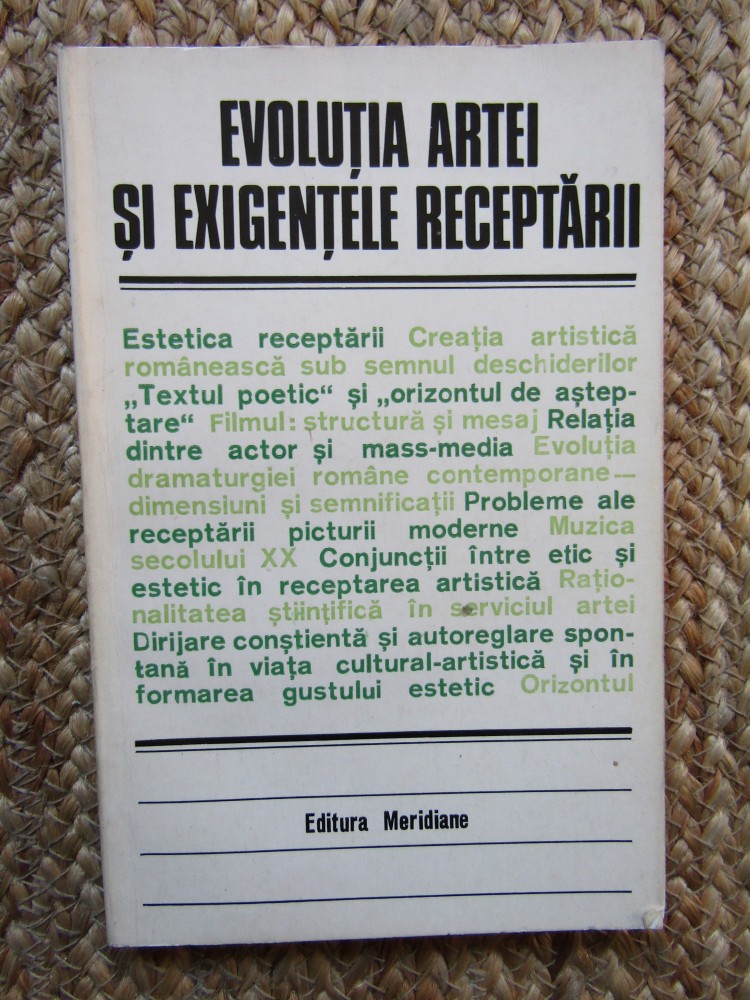 EVOLUȚIA ARTEI
ȘI EXIGENȚELE RECEPTĂRII
Estetica receptării Creația artistică
românească sub semnul deschiderilor
„Textul poetic“ și „orizontul de aștep-
tare“ Filmul: structură și mesaj Relația
dintre actor și mass-media Evoluția
dramaturgiei române contemporane—
dimensiuni și semnificații Probleme ale
receptării picturii moderne Muzica
secolului XX Conjuncții între etic și
estetic în receptarea artistică Rațio-
nalitatea științifică în serviciul artei
Dirijare conștientă și autoreglare spon-
tană în viața cultural-artistică și în
formarea gustului estetic Orizontul
Editura Meridiane